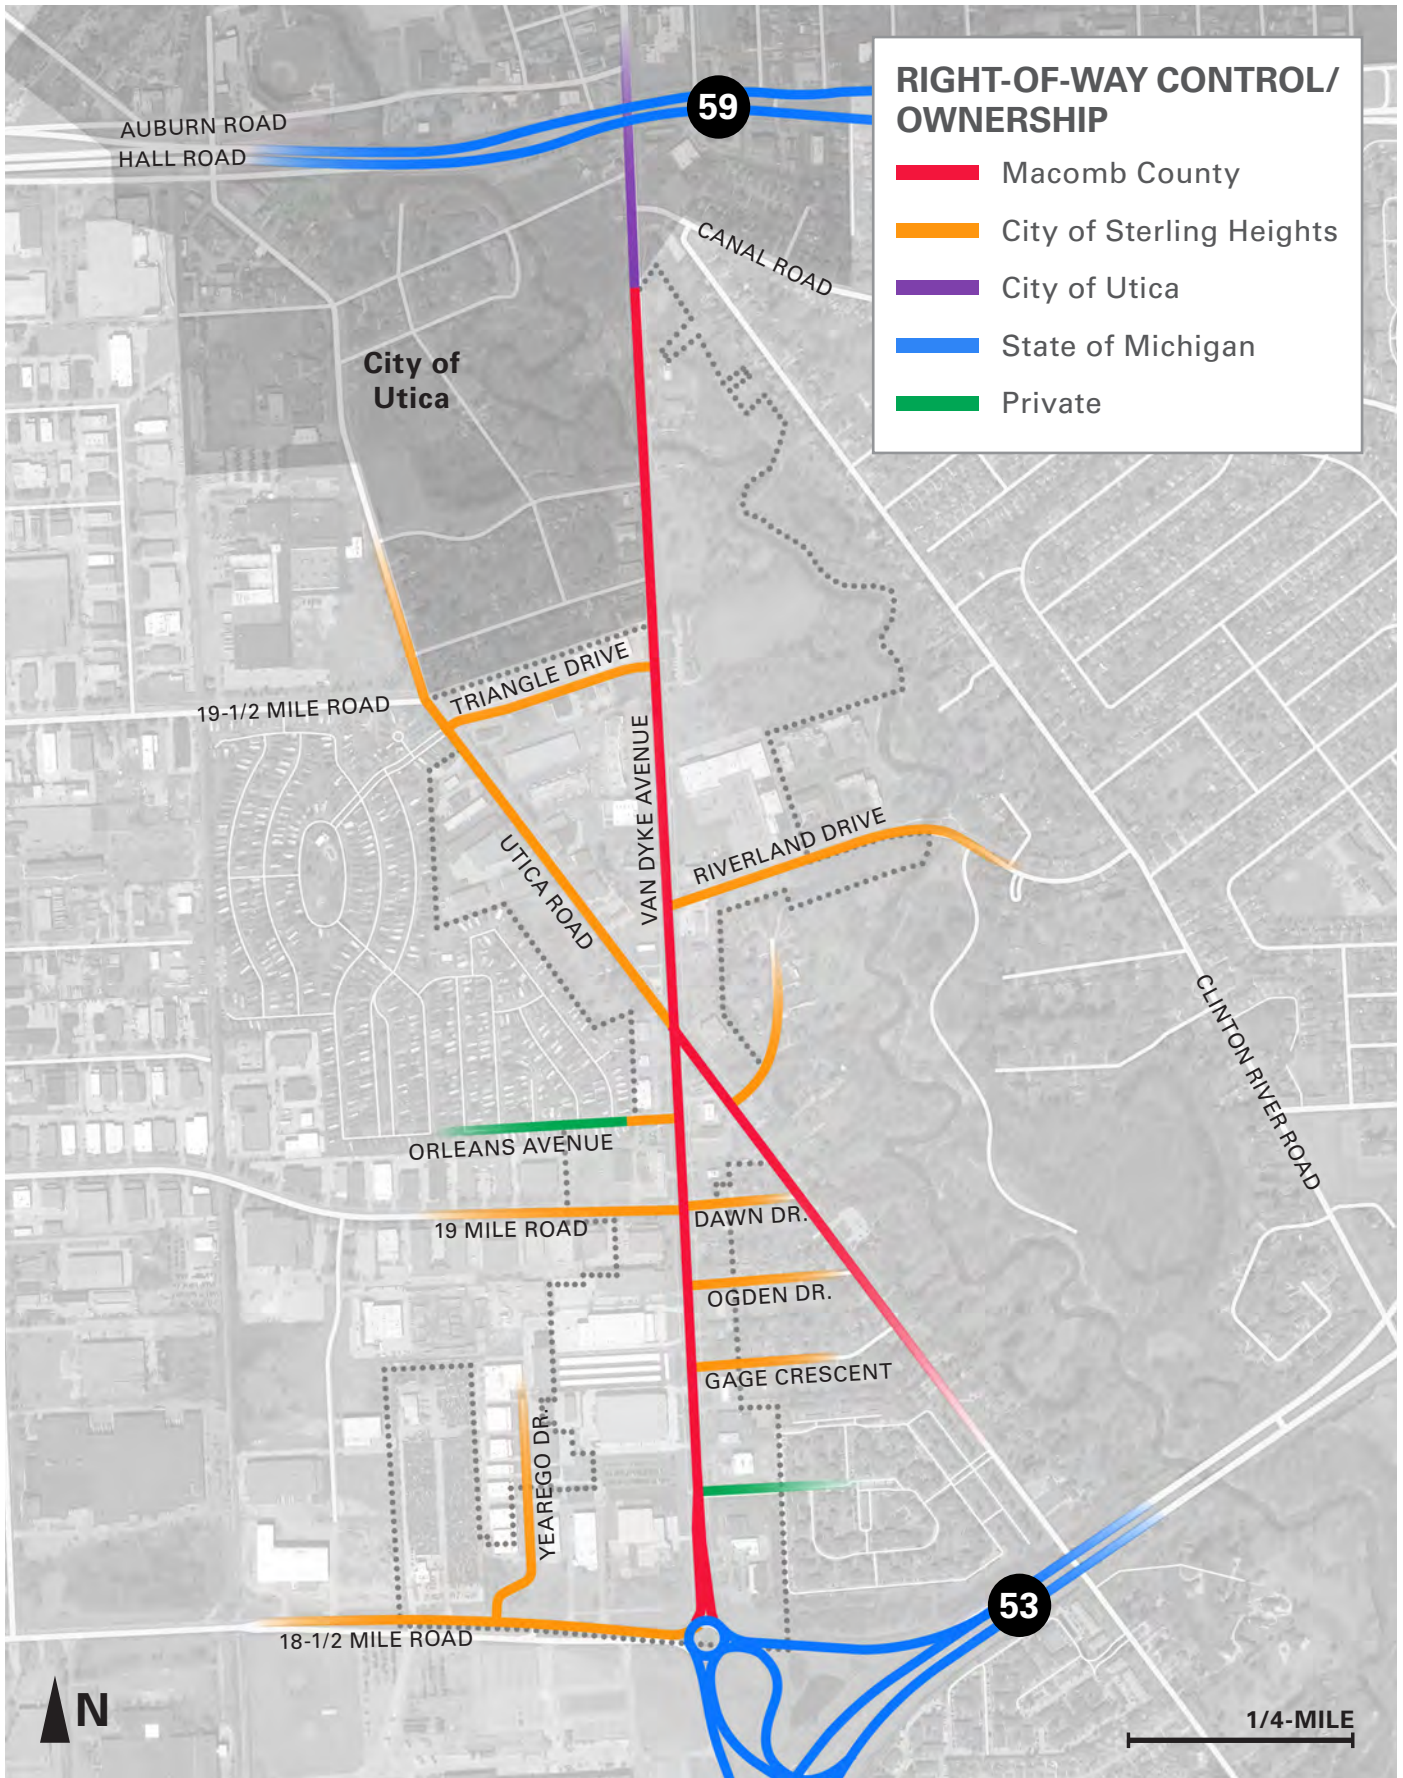 59
RIGHT-OF-WAY CONTROL/
OWNERSHIP
Macomb County
City of Sterling Heights
City of Utica
State of Michigan
Private
AUBURN ROAD
HALL ROAD
CANAL ROAD
City of
Utica
TRIANGLE DRIVE
19-1/2 MILE ROAD
VAN DYKE AVENUE
UTICA ROAD
RIVERLAND DRIVE
CLINTON RIVER ROAD
ORLEANS AVENUE
19 MILE ROAD
DAWN DR.
OGDEN DR.
GAGE CRESCENT
YEAREGO DR.
53
18-1/2 MILE ROAD
N
1/4-MILE